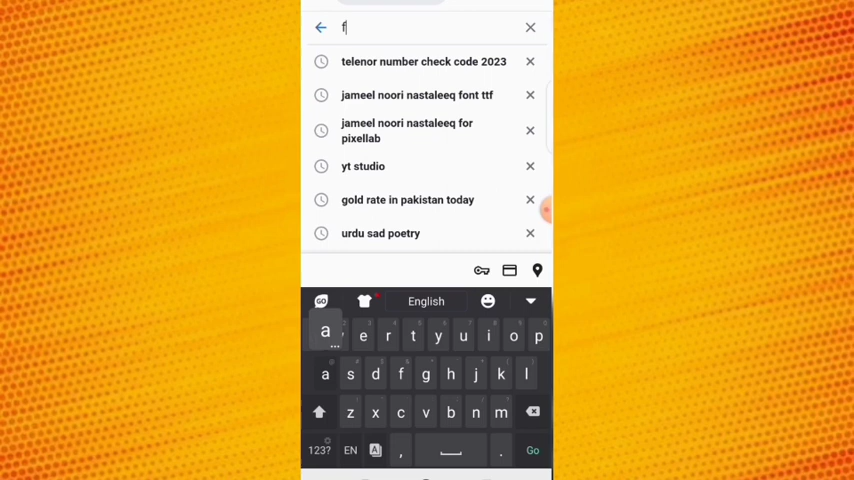 f
telenor number check code 2023
jameel noori nastaleeq font ttf
jameel noori nastaleeq for
pixellab
yt studio
gold rate in pakistan today
urdu sad poetry
GO English
a
e r t y u i o p
a s d f g h j k l
z x c v b n m
123? EN A , .  Go